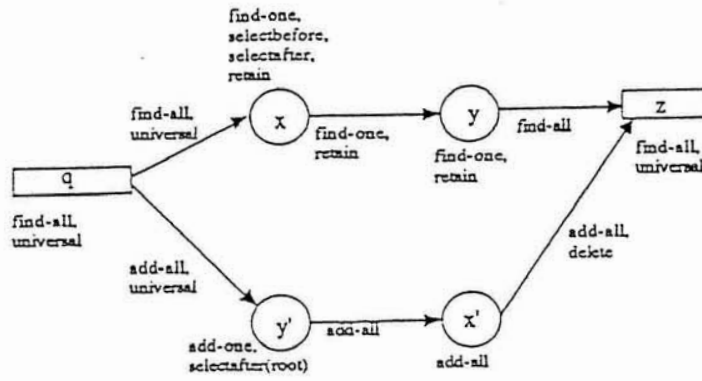 find-one,
selectbefore,
selectafter,
retain
find-all,
universal
x
find-one,
retain
y
find-one,
retain
find-all
z
find-all,
universal
q
find-all,
universal
add-all,
universal
y'
add-one,
selectafter(root)
add-all
x'
add-all
add-all,
delete